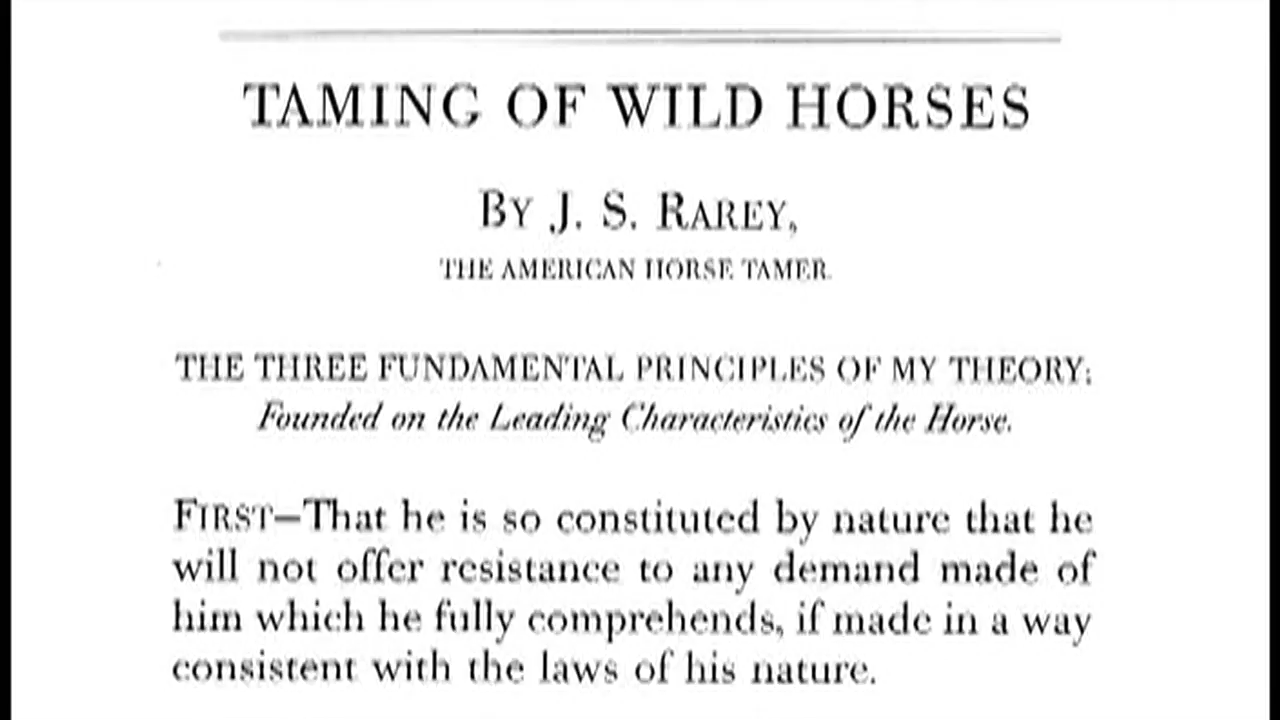 TAMING OF WILD HORSES
BY J. S. RAREY,
THE AMERICAN HORSE TAMER.
THE THREE FUNDAMENTAL PRINCIPLES OF MY THEORY:
Founded on the Leading Characteristics of the Horse.
FIRST—That he is so constituted by nature that he
will not offer resistance to any demand made of
him which he fully comprehends, if made in a way
consistent with the laws of his nature.